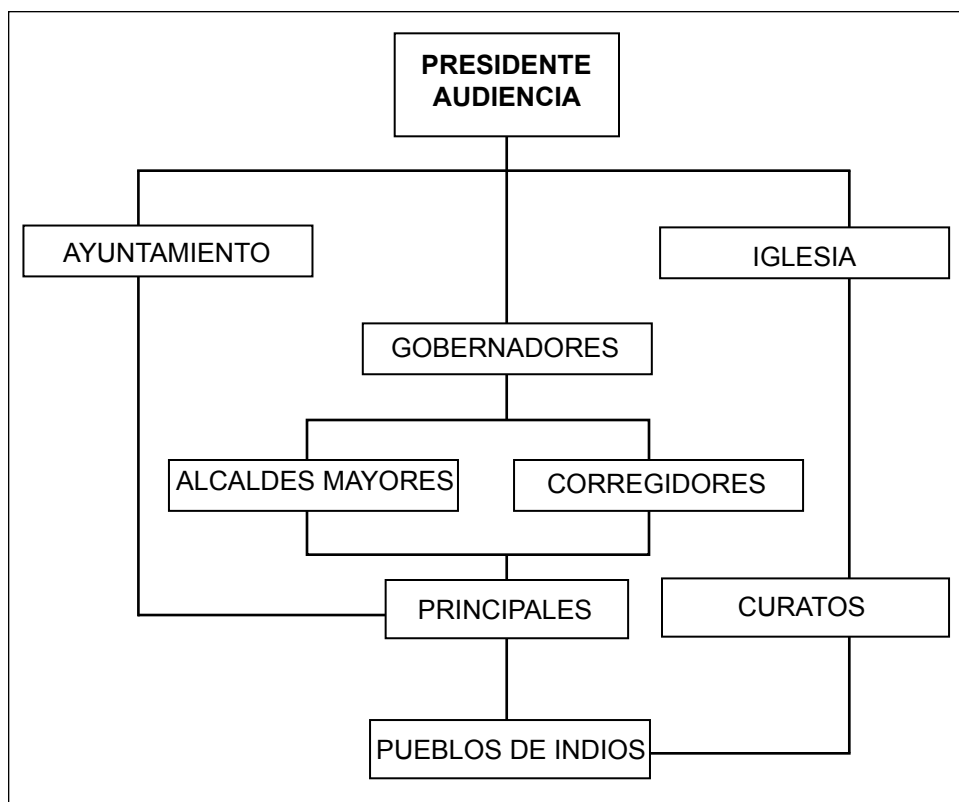 PRESIDENTE
AUDIENCIA
AYUNTAMIENTO
IGLESIA
GOBERNADORES
ALCALDES MAYORES
CORREGIDORES
PRINCIPALES
CURATOS
PUEBLOS DE INDIOS